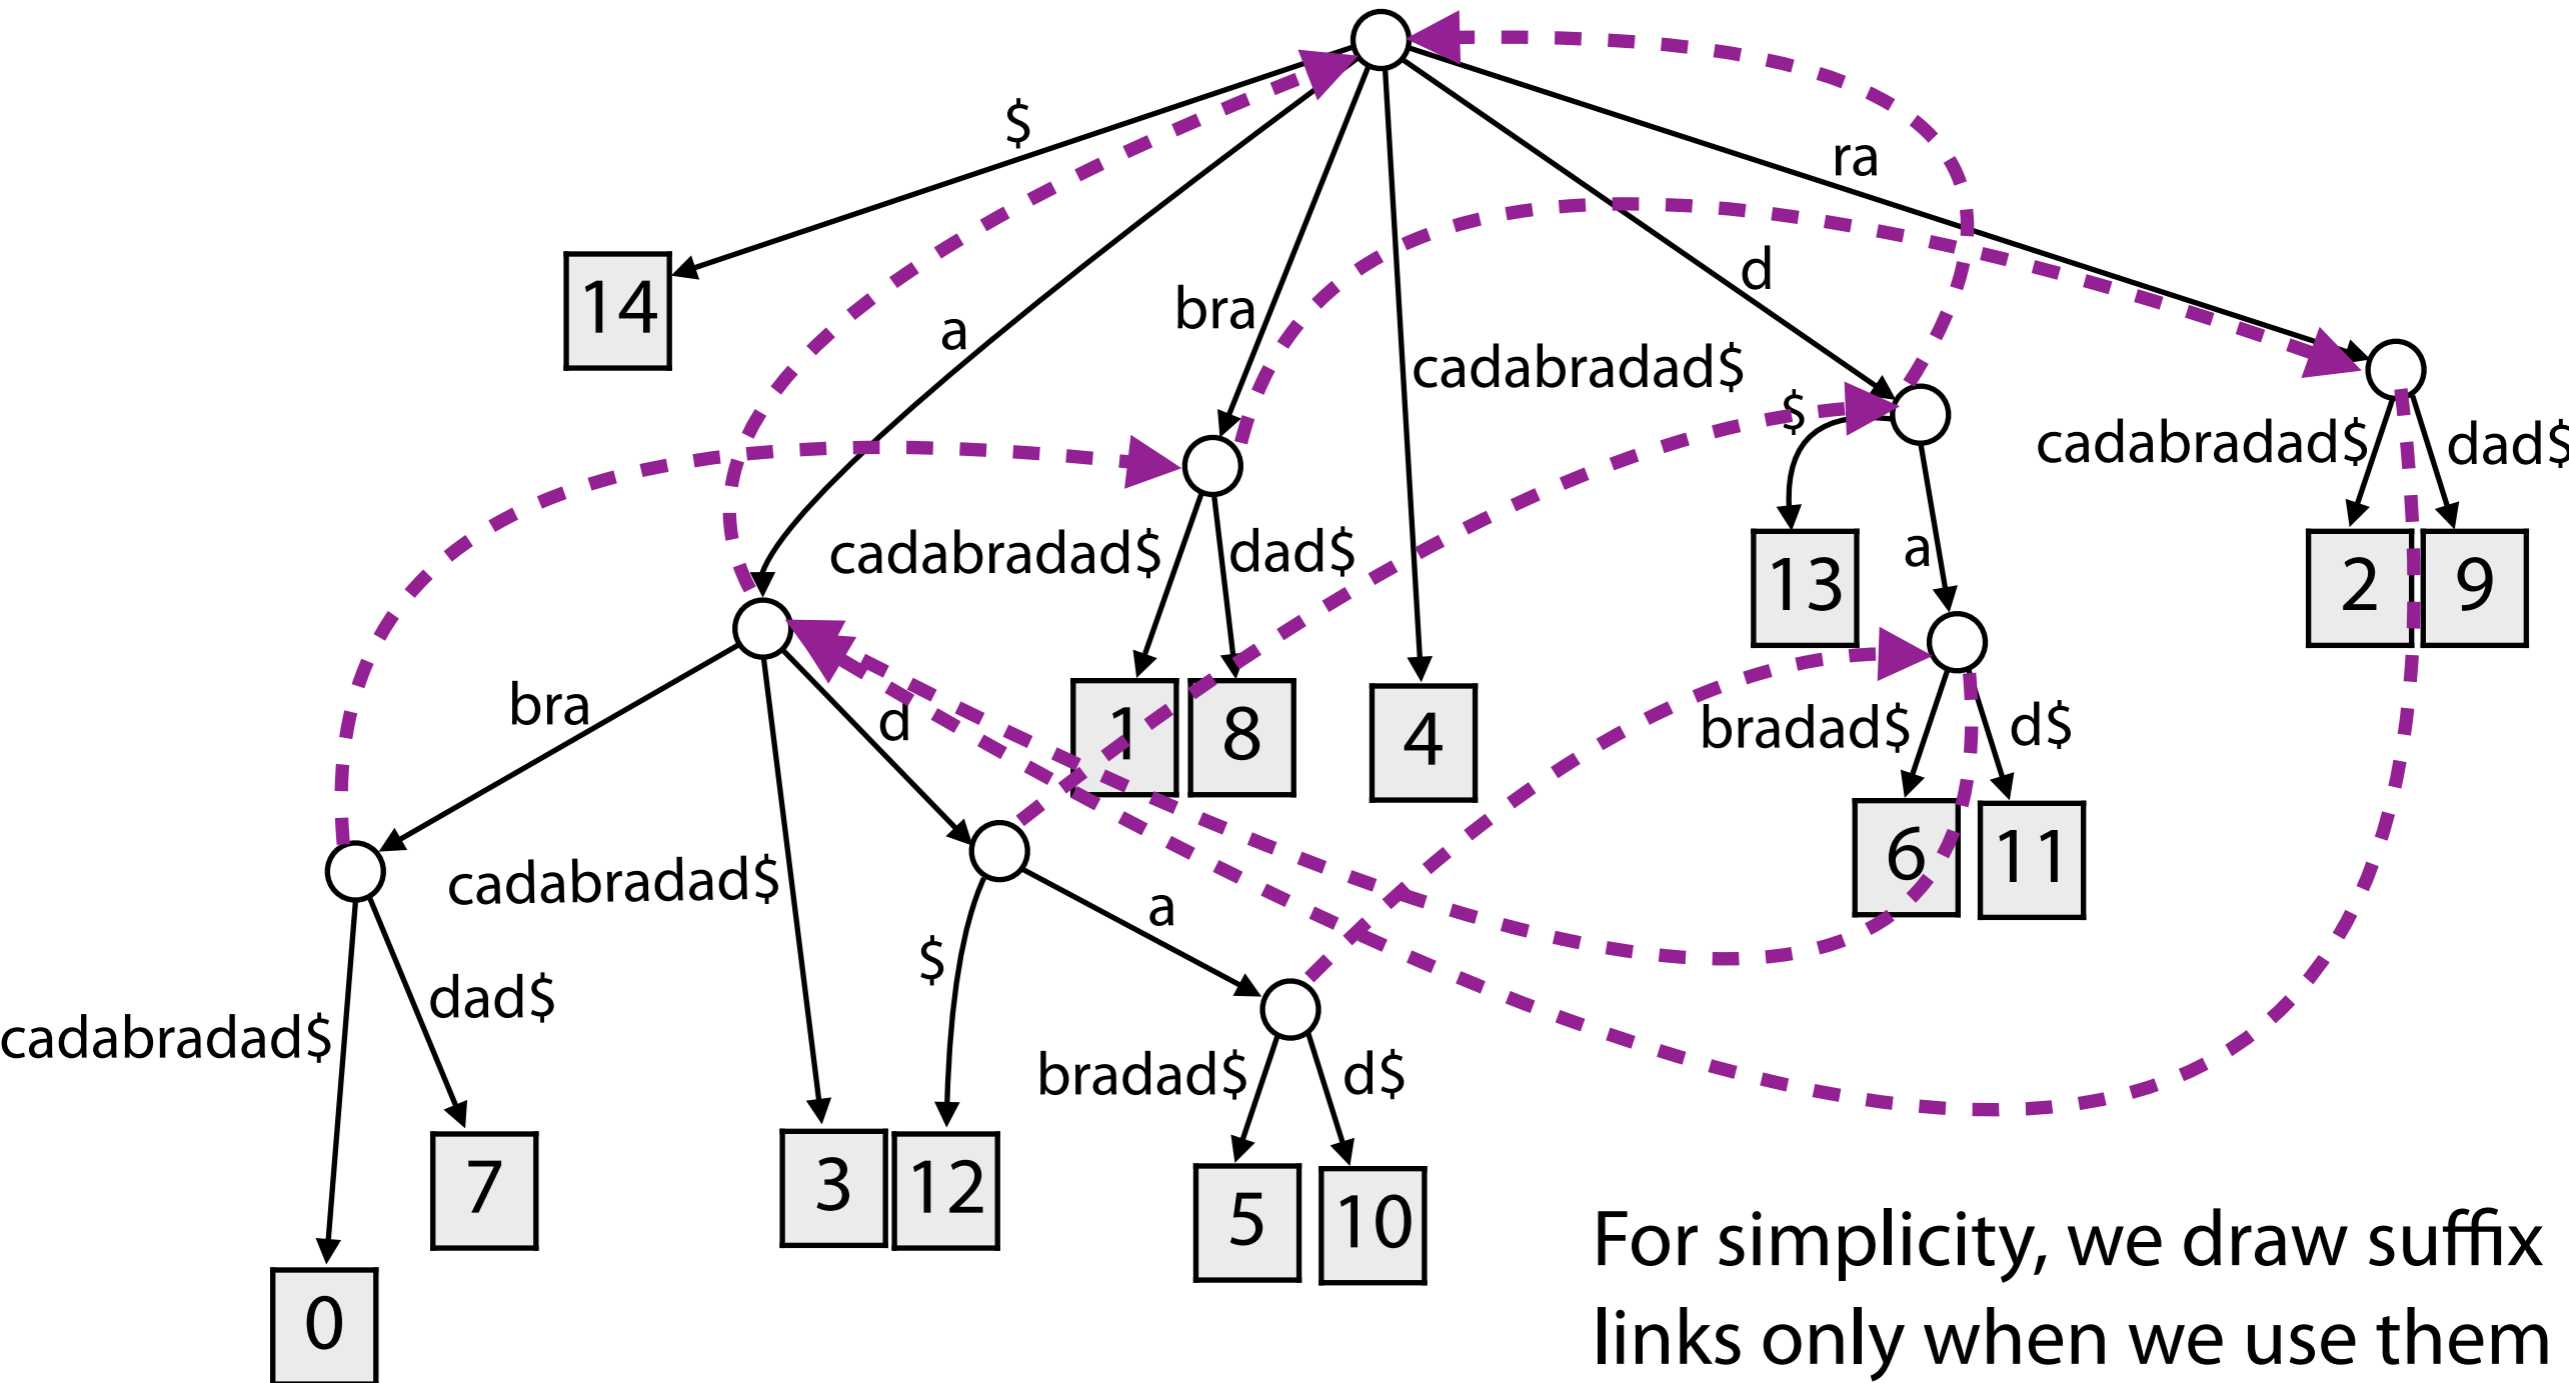 $
ra
14
a
bra
d
cadabradad$
$
cadabradad$
dad$
cadabradad$
dad$
a
13
2
9
bra
d
1
8
4
bradad$
d$
cadabradad$
a
6
11
$
cadabradad$
dad$
bradad$
d$
7
3
12
5
10
0
For simplicity, we draw suffix
links only when we use them